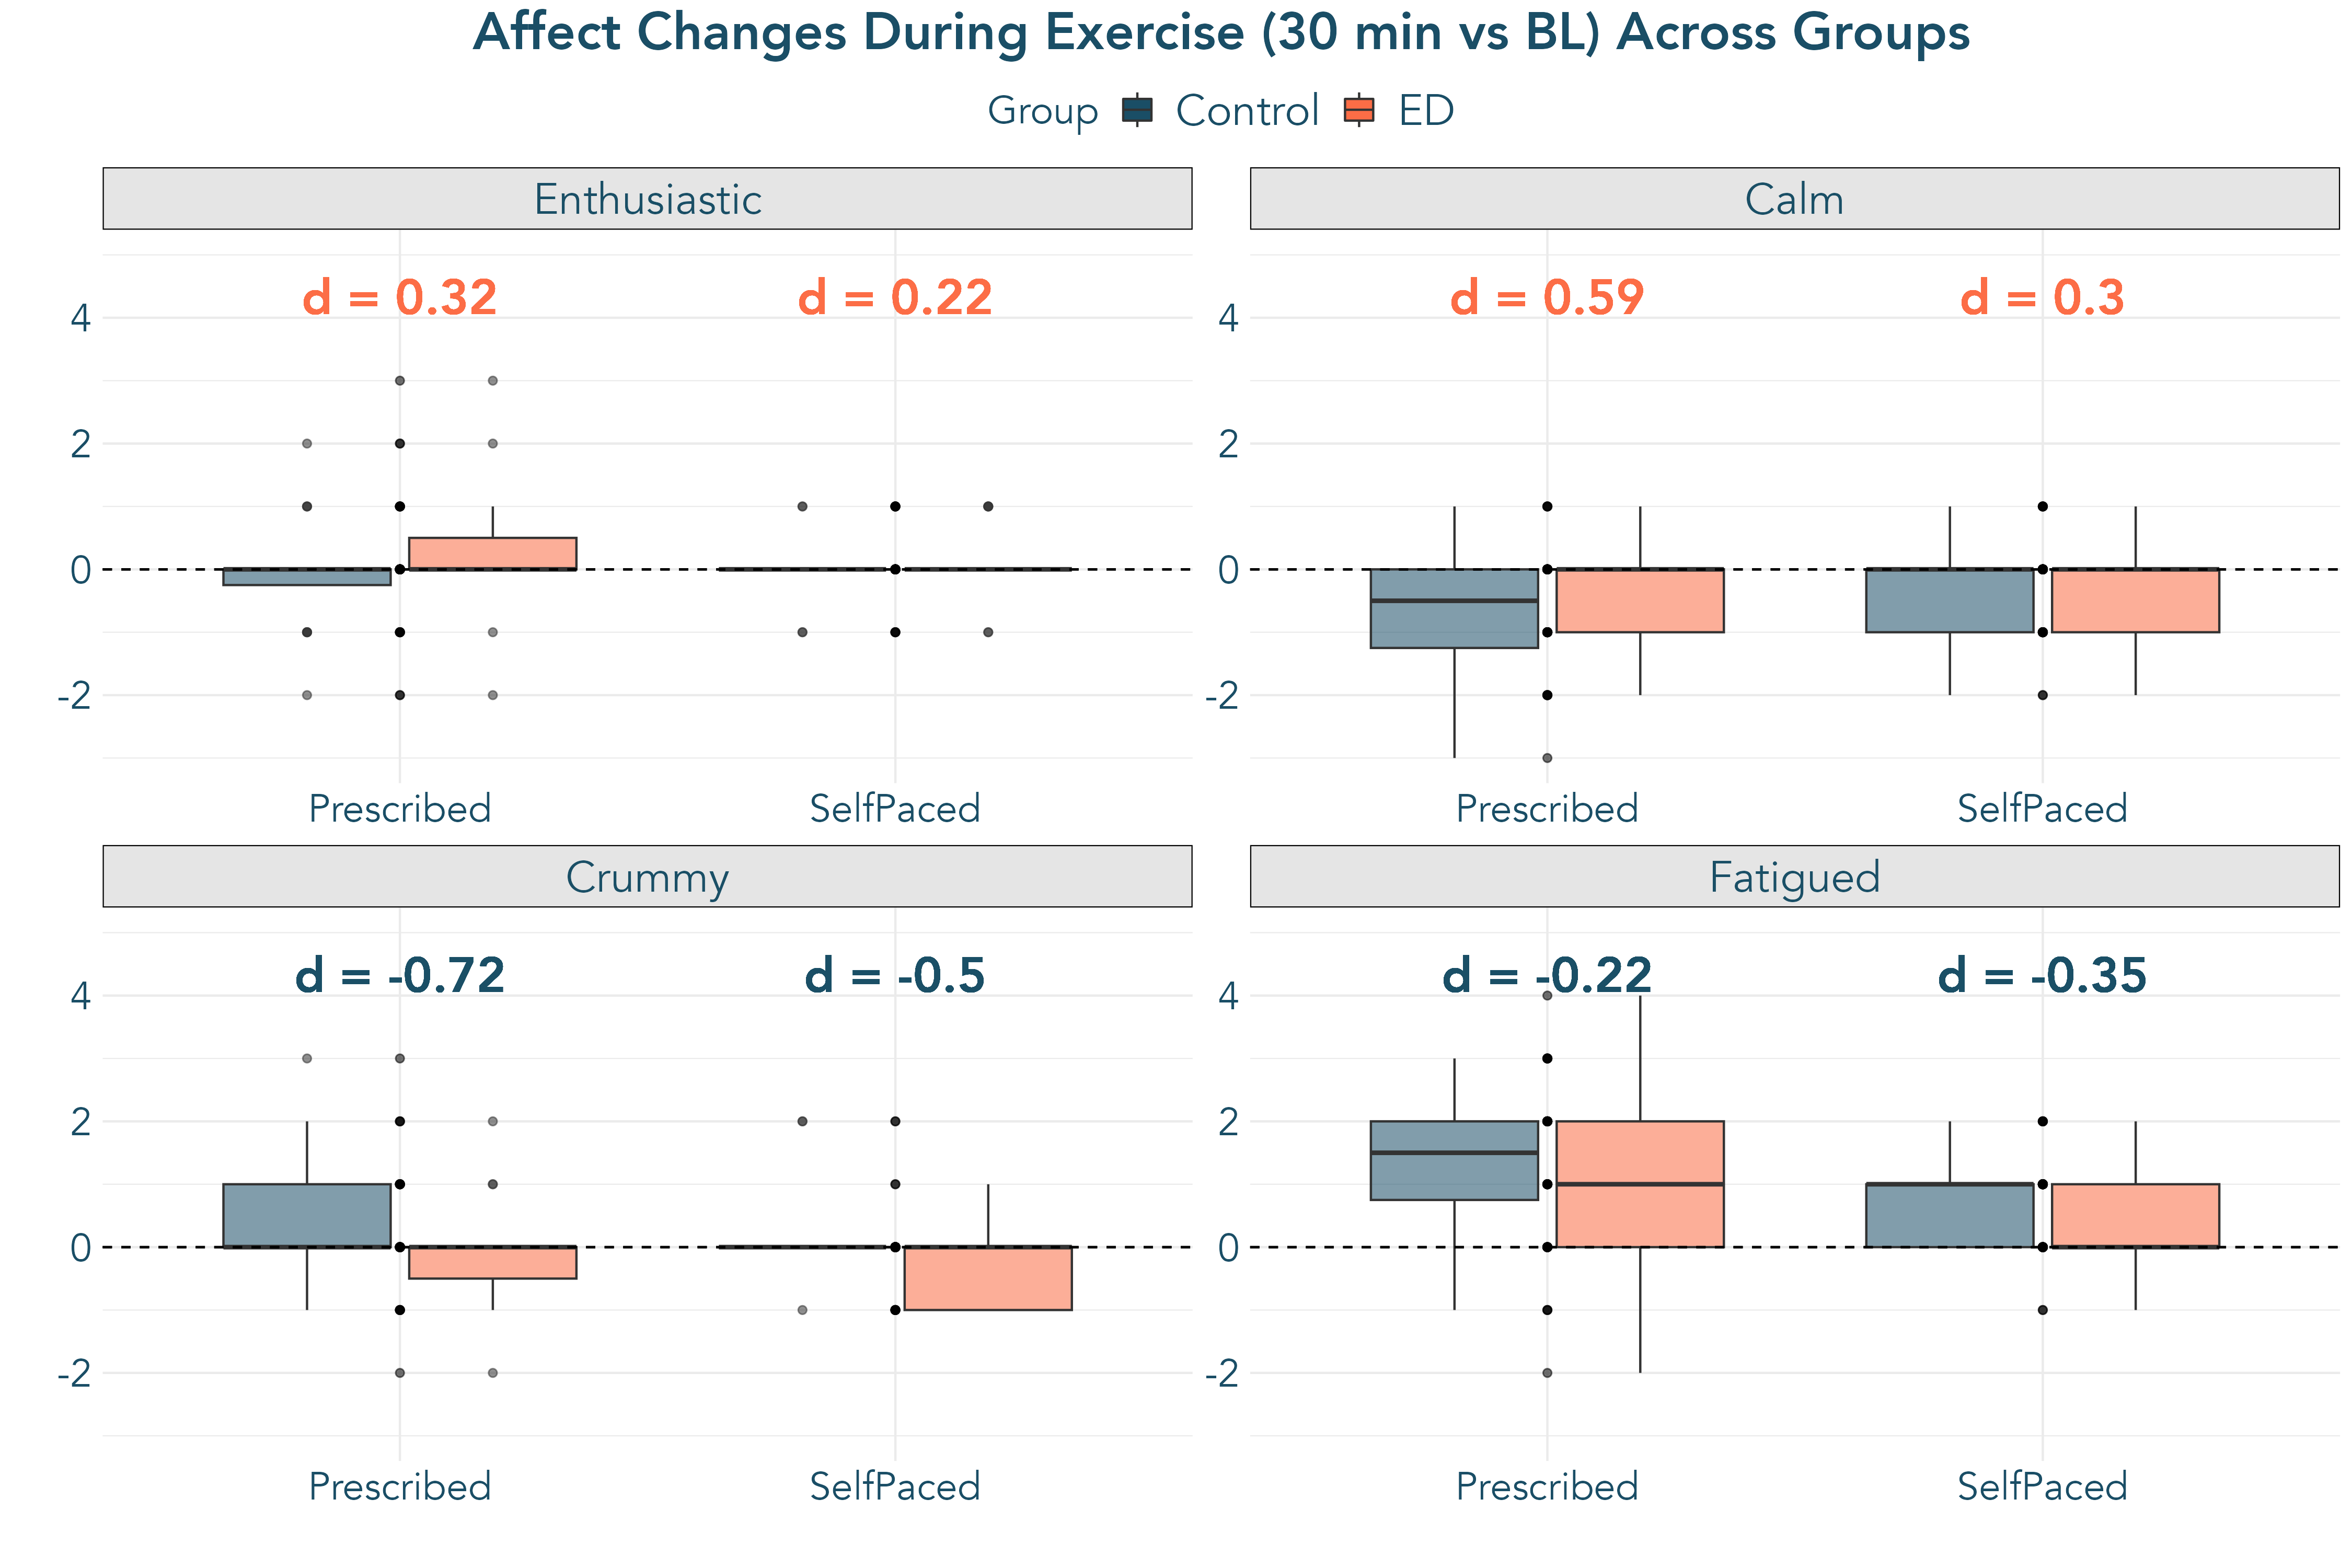 Affect Changes During Exercise (30 min vs BL) Across Groups
Group Control ED
Enthusiastic Calm
d = 0.32 d = 0.22 d = 0.59 d = 0.3
4 4
2 2
0 0
-2 -2
Prescribed SelfPaced Prescribed SelfPaced
Crummy Fatigued
d = -0.72 d = -0.5 d = -0.22 d = -0.35
4 4
2 2
0 0
-2 -2
Prescribed SelfPaced Prescribed SelfPaced